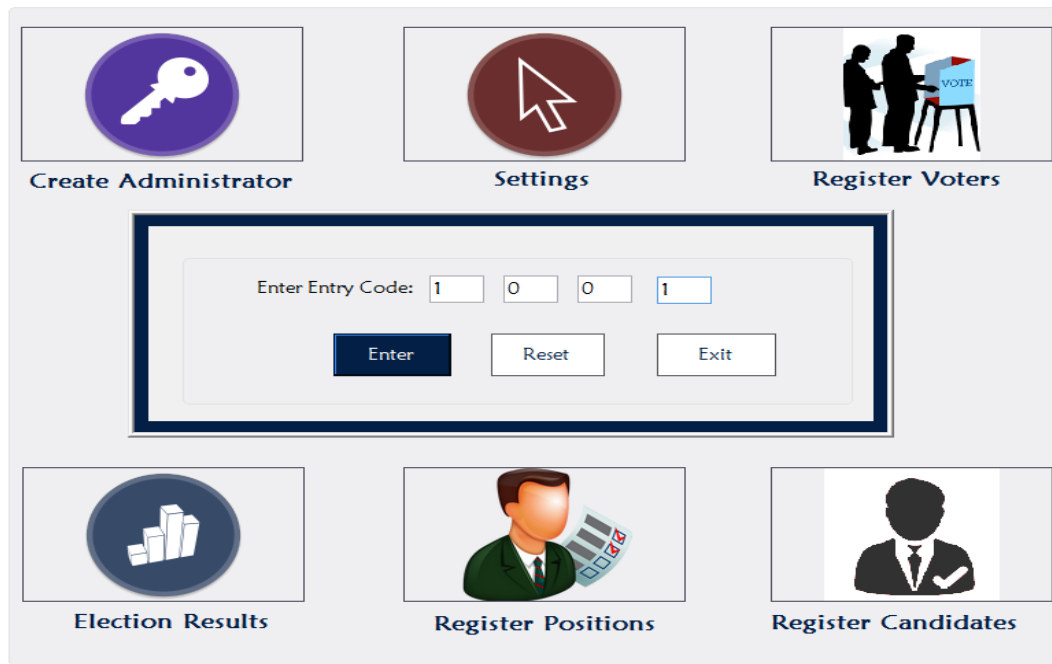 VOTE
Create Administrator
Settings
Register Voters
Enter Entry Code: 1 0 0 1
Enter Reset Exit
Election Results
Register Positions
Register Candidates